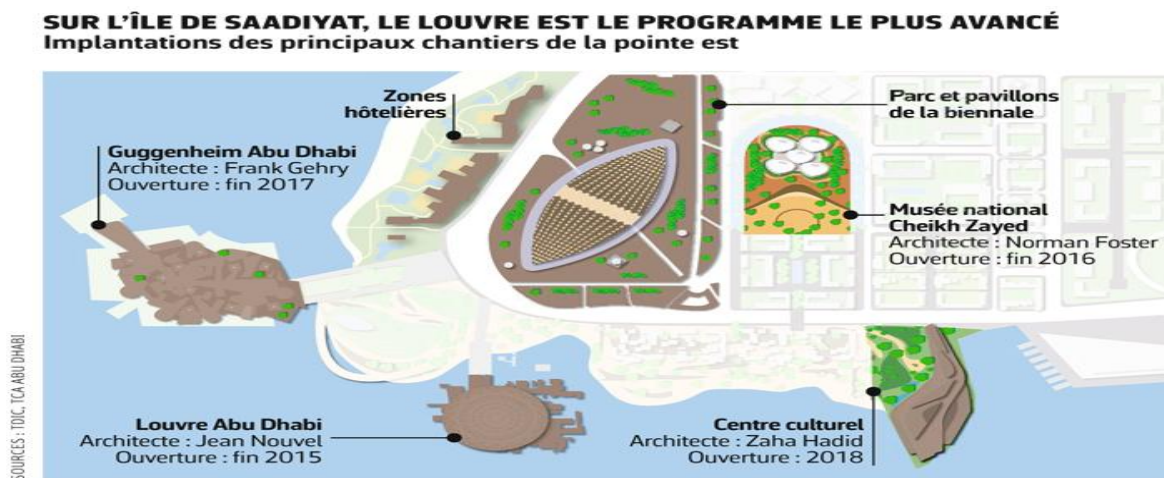 SUR L'ÎLE DE SAADIYAT, LE LOUVRE EST LE PROGRAMME LE PLUS AVANCÉ
Implantations des principaux chantiers de la pointe est
Zones
hôtelières
Parc et pavillons
de la biennale
Guggenheim Abu Dhabi
Architecte : Frank Gehry
Ouverture : fin 2017
Musée national
Cheikh Zayed
Architecte : Norman Foster
Ouverture : fin 2016
Louvre Abu Dhabi
Architecte : Jean Nouvel
Ouverture : fin 2015
Centre culturel
Architecte : Zaha Hadid
Ouverture : 2018
SOURCES : TDIC, TCA ABU DHABI